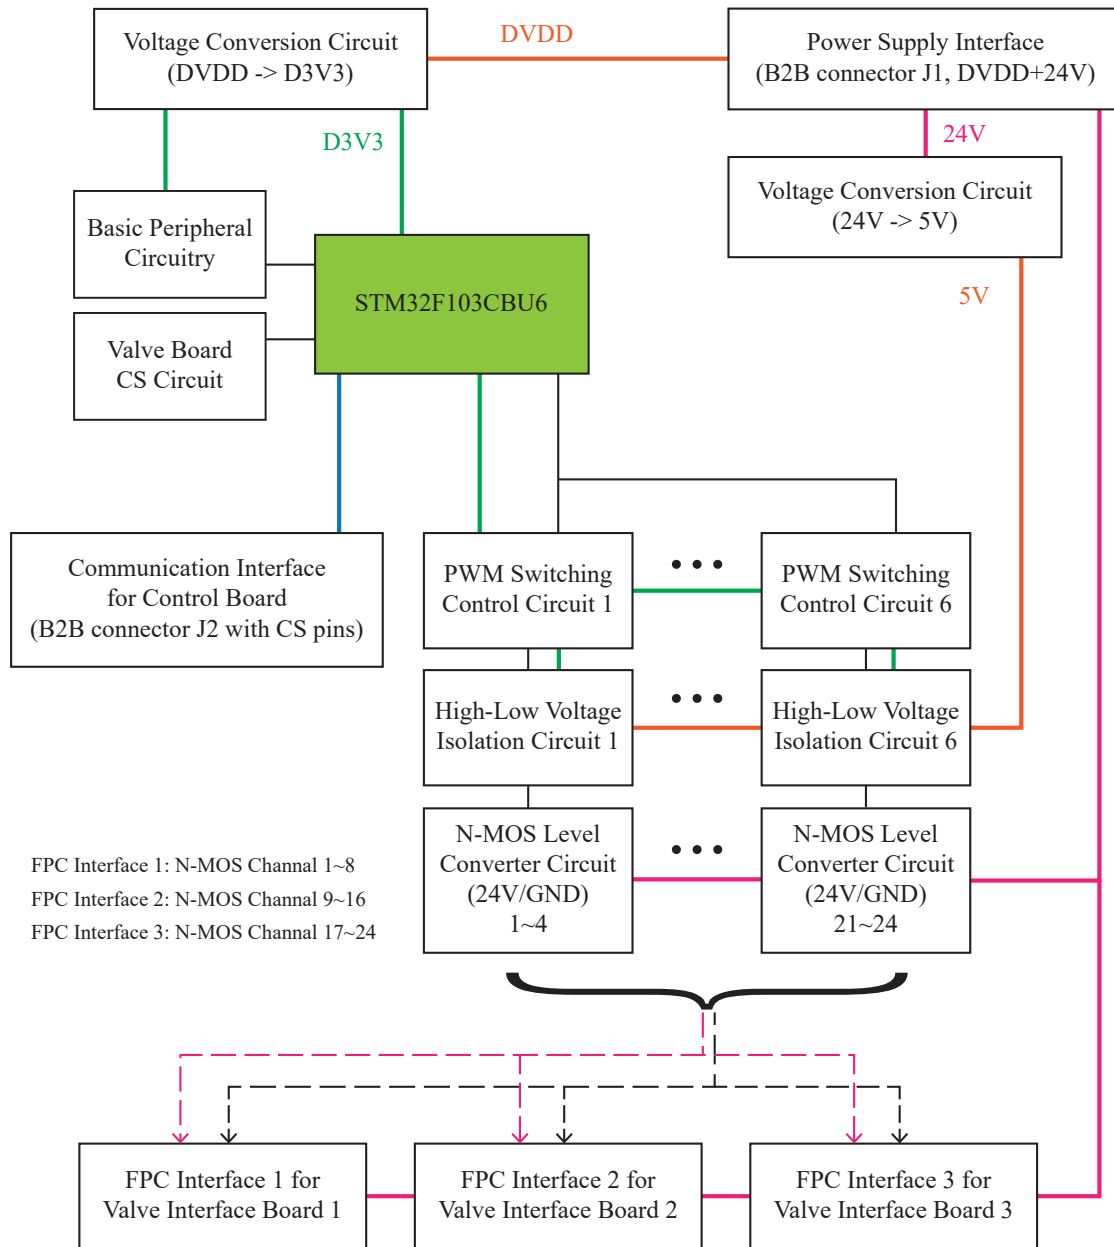 Voltage Conversion Circuit
(DVDD -> D3V3)
DVDD
Power Supply Interface
(B2B connector J1, DVDD+24V)
D3V3
24V
Voltage Conversion Circuit
(24V -> 5V)
Basic Peripheral
Circuitry
STM32F103CBU6
5V
Valve Board
CS Circuit
Communication Interface
for Control Board
(B2B connector J2 with CS pins)
PWM Switching
Control Circuit 1
• • •
PWM Switching
Control Circuit 6
High-Low Voltage
Isolation Circuit 1
• • •
High-Low Voltage
Isolation Circuit 6
N-MOS Level
Converter Circuit
(24V/GND)
1~4
• • •
N-MOS Level
Converter Circuit
(24V/GND)
21~24
FPC Interface 1: N-MOS Channal 1~8
FPC Interface 2: N-MOS Channal 9~16
FPC Interface 3: N-MOS Channal 17~24
FPC Interface 1 for
Valve Interface Board 1
FPC Interface 2 for
Valve Interface Board 2
FPC Interface 3 for
Valve Interface Board 3